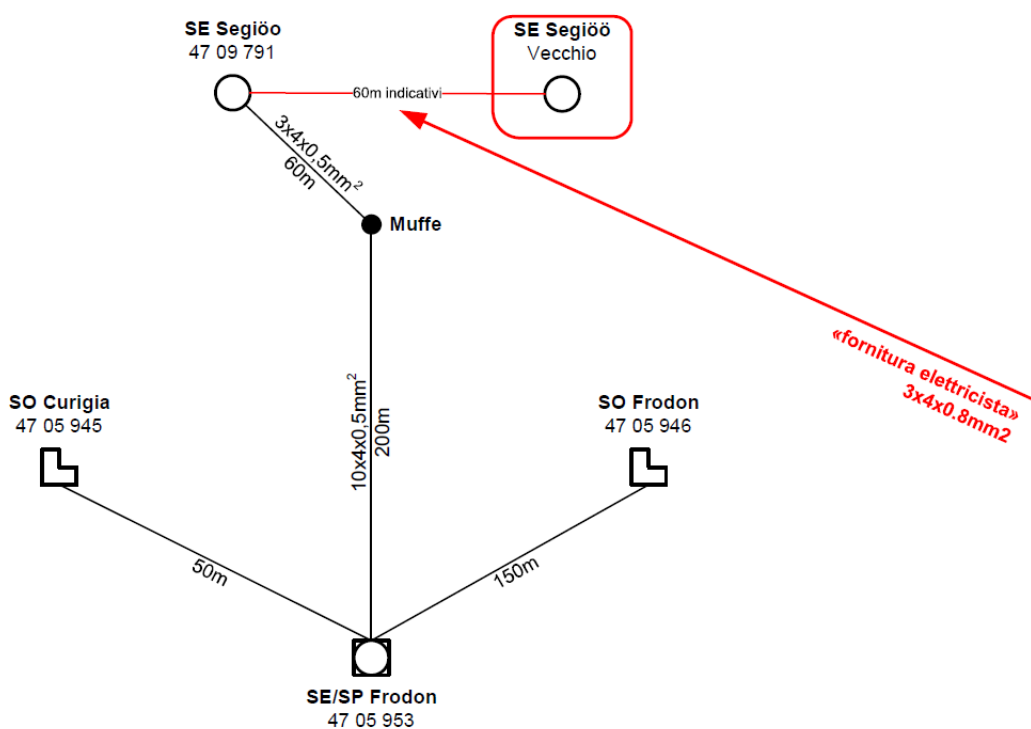 SE Segiöo
47 09 791
SE Segiöö
Vecchio
60m indicativi
3x4x0,5mm²
60m
Muffe
«fornitura elettricista»
3x4x0.8mm2
SO Curigia
47 05 945
10x4x0,5mm²
200m
SO Frodon
47 05 946
50m
150m
SE/SP Frodon
47 05 953